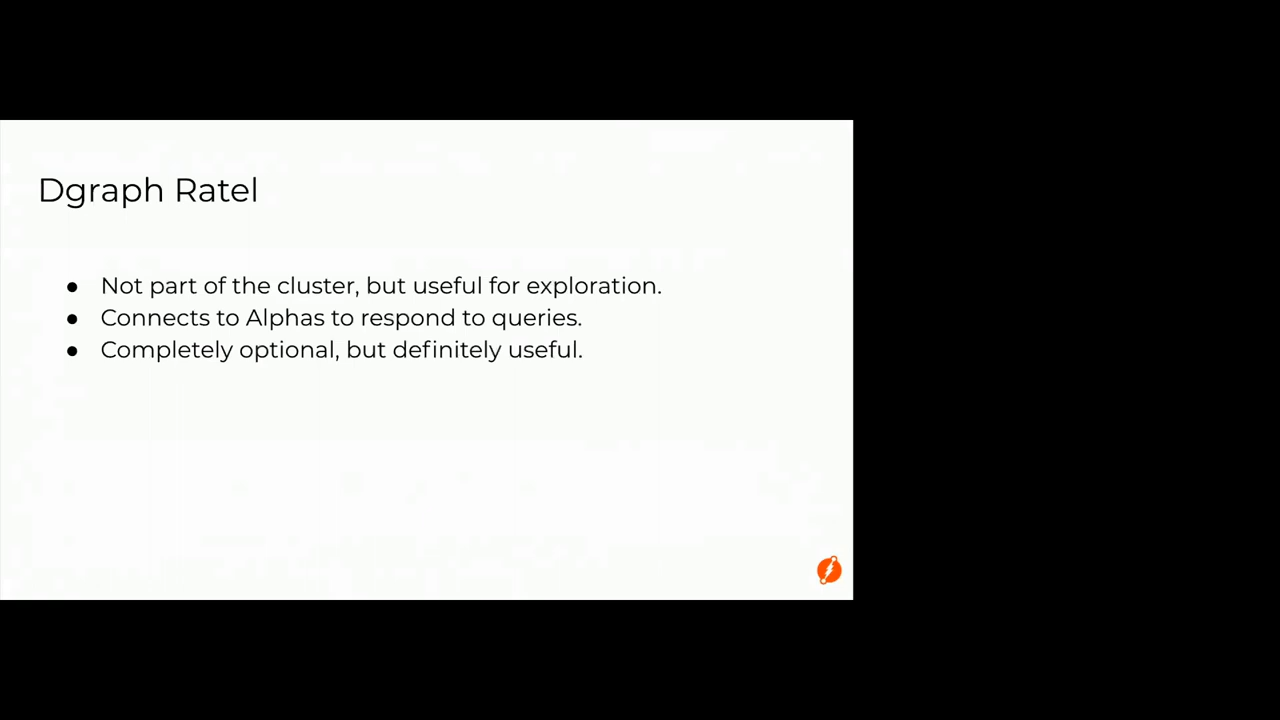 Dgraph Ratel
● Not part of the cluster, but useful for exploration.
● Connects to Alphas to respond to queries.
● Completely optional, but definitely useful.